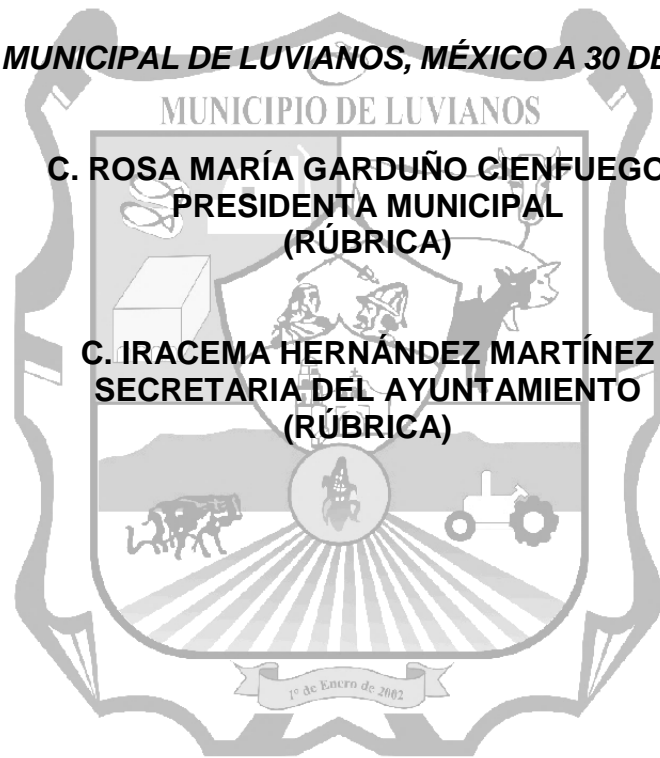 MUNICIPAL DE LUVIANOS, MÉXICO A 30 DE
MUNICIPIO DE LUVIANOS
C. ROSA MARÍA GARDUÑO CIENFUEGO
PRESIDENTA MUNICIPAL
(RÚBRICA)
C. IRACEMA HERNÁNDEZ MARTÍNEZ
SECRETARIA DEL AYUNTAMIENTO
(RÚBRICA)
1º de Enero de 2002